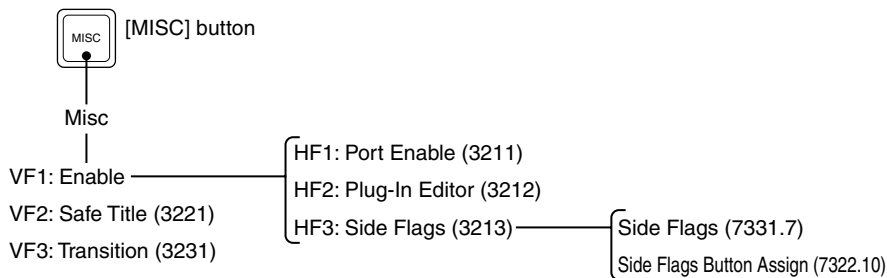 MISC
[MISC] button
Misc
VF1: Enable
VF2: Safe Title (3221)
VF3: Transition (3231)
HF1: Port Enable (3211)
HF2: Plug-In Editor (3212)
HF3: Side Flags (3213)
Side Flags (7331.7)
Side Flags Button Assign (7322.10)